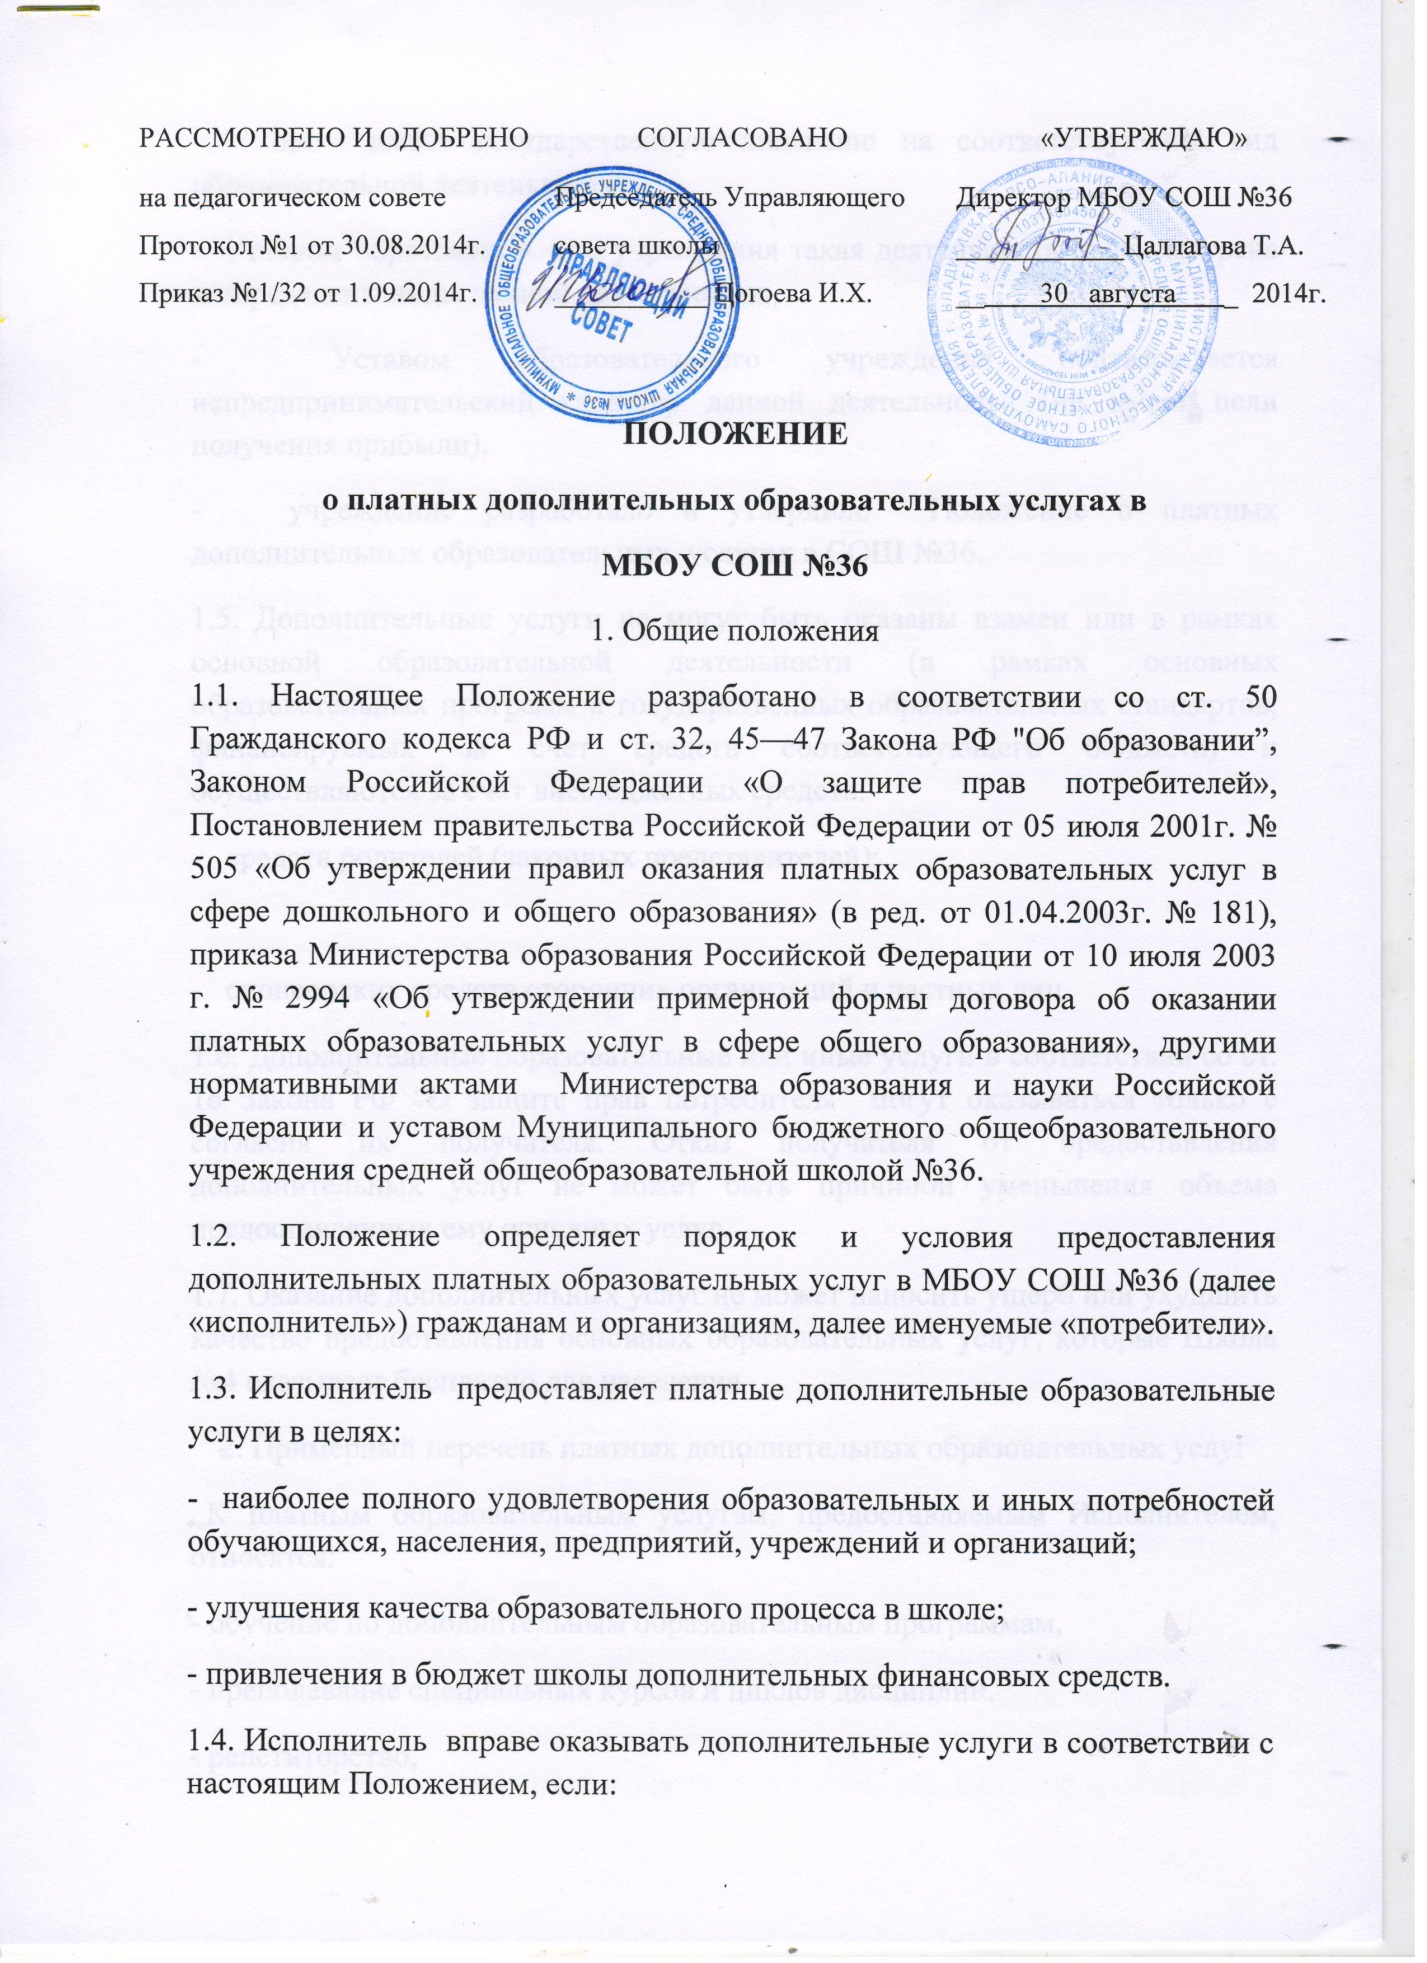 РАССМОТРЕНО И ОДОБРЕНО СОГЛАСОВАНО «УТВЕРЖДАЮ»
на педагогическом совете Председатель Управляющего Директор МБОУ СОШ №36
Протокол №1 от 30.08.2014г. совета школы Цаллагова Т.А.
Приказ №1/32 от 1.09.2014г. Цогоева И.Х. 30 августа 2014г.
МУНИЦИПАЛЬНОЕ ОБЩЕОБРАЗОВАТЕЛЬНОЕ УЧРЕЖДЕНИЕ СРЕДНЯЯ ОБЩЕОБРАЗОВАТЕЛЬНАЯ ШКОЛА №36
УПРАВЛЯЮЩИЙ
СОВЕТ
ПОЛОЖЕНИЕ
о платных дополнительных образовательных услугах в
МБОУ СОШ №36
1. Общие положения
1.1. Настоящее Положение разработано в соответствии со ст. 50
Гражданского кодекса РФ и ст. 32, 45—47 Закона РФ "Об образовании”,
Законом Российской Федерации «О защите прав потребителей»,
Постановлением правительства Российской Федерации от 05 июля 2001г. №
505 «Об утверждении правил оказания платных образовательных услуг в
сфере дошкольного и общего образования» (в ред. от 01.04.2003г. № 181),
приказа Министерства образования Российской Федерации от 10 июля 2003
г. № 2994 «Об утверждении примерной формы договора об оказании
платных образовательных услуг в сфере общего образования», другими
нормативными актами Министерства образования и науки Российской
Федерации и уставом Муниципального бюджетного общеобразовательного
учреждения средней общеобразовательной школой №36.
1.2. Положение определяет порядок и условия предоставления
дополнительных платных образовательных услуг в МБОУ СОШ №36 (далее
«исполнитель») гражданам и организациям, далее именуемые «потребители».
1.3. Исполнитель предоставляет платные дополнительные образовательные
услуги в целях:
- наиболее полного удовлетворения образовательных и иных потребностей
обучающихся, населения, предприятий, учреждений и организаций;
- улучшения качества образовательного процесса в школе;
- привлечения в бюджет школы дополнительных финансовых средств.
1.4. Исполнитель вправе оказывать дополнительные услуги в соответствии с
настоящим Положением, если: